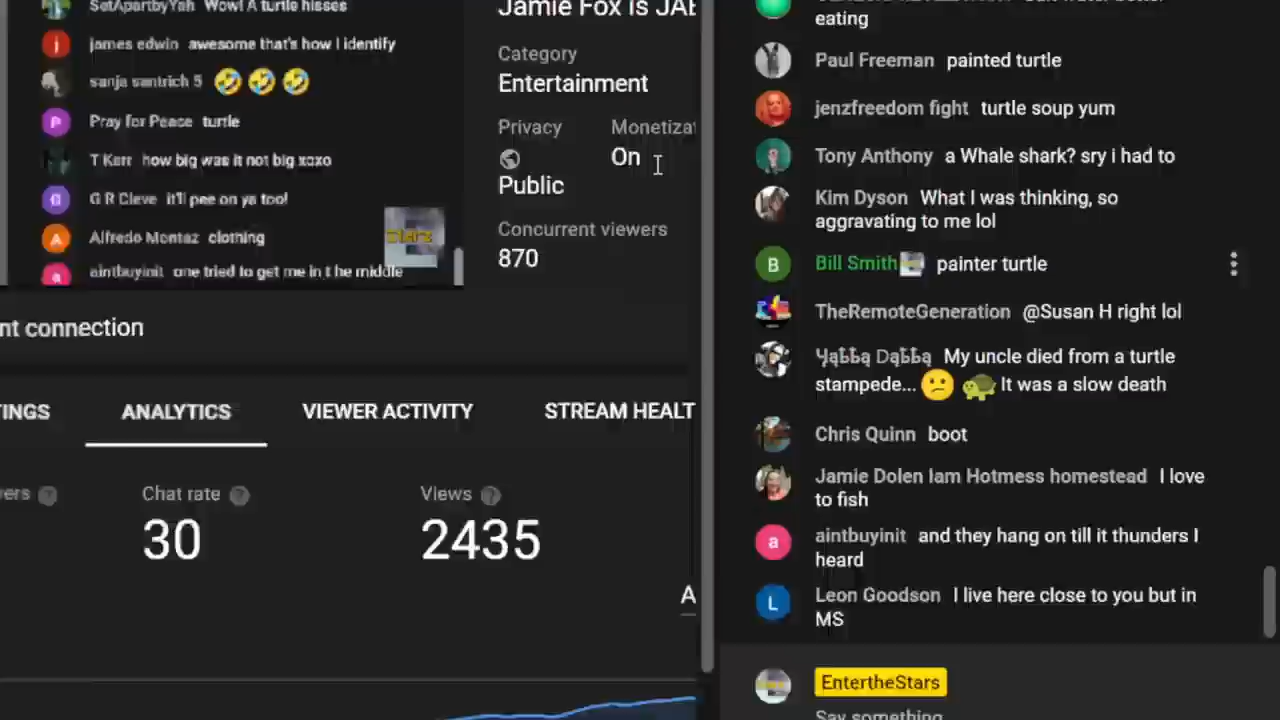 SetApartbyYah Wow! A turtle hisses
james edwin awesome that's how I identify
sanja santrich 5
Pray for Peace turtle
T Kerr how big was it not big xoxo
G R Cleve it'll pee on ya too!
Alfredo Montaz clothing
aintbuyinit one tried to get me in t he middle
Jamie Fox is
Category
Entertainment
Privacy
Monetizat
On
Public
Concurrent viewers
870
nt connection
TINGS
ANALYTICS
VIEWER ACTIVITY
STREAM HEALT
ers
Chat rate
30
Views
2435
A
eating
Paul Freeman painted turtle
jenzfreedom fight turtle soup yum
Tony Anthony a Whale shark? sry i had to
Kim Dyson What I was thinking, so
aggravating to me lol
B Bill Smith painter turtle
TheRemoteGeneration @Susan H right lol
Dabba My uncle died from a turtle
stampede... It was a slow death
Chris Quinn boot
Jamie Dolen Iam Hotmess homestead I love
to fish
a aintbuyinit and they hang on till it thunders I
heard
L Leon Goodson I live here close to you but in
MS
EntertheStars
Say something